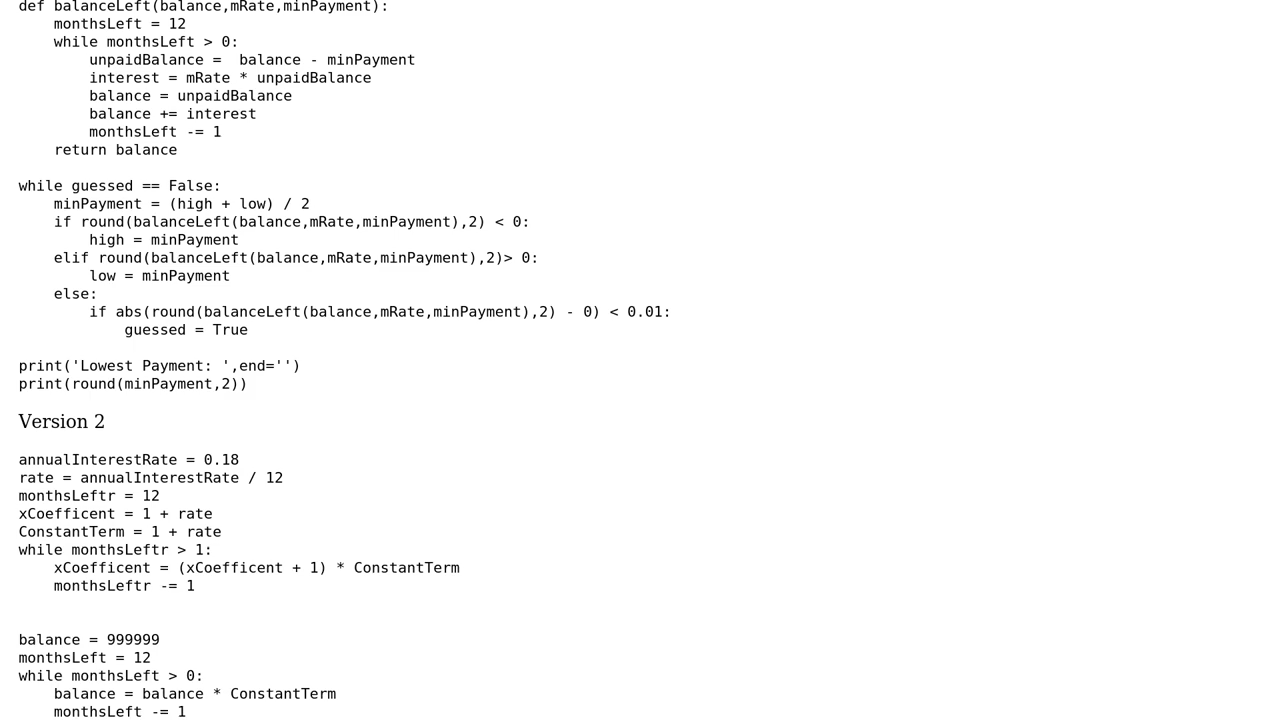 def balanceLeft(balance,mRate,minPayment):
    monthsLeft = 12
    while monthsLeft > 0:
        unpaidBalance =  balance - minPayment
        interest = mRate * unpaidBalance
        balance = unpaidBalance
        balance += interest
        monthsLeft -= 1
    return balance

while guessed == False:
    minPayment = (high + low) / 2
    if round(balanceLeft(balance,mRate,minPayment),2) < 0:
        high = minPayment
    elif round(balanceLeft(balance,mRate,minPayment),2)> 0:
        low = minPayment
    else:
        if abs(round(balanceLeft(balance,mRate,minPayment),2) - 0) < 0.01:
            guessed = True

print('Lowest Payment: ',end='')
print(round(minPayment,2))

Version 2

annualInterestRate = 0.18
rate = annualInterestRate / 12
monthsLeftr = 12
xCoefficent = 1 + rate
ConstantTerm = 1 + rate
while monthsLeftr > 1:
    xCoefficent = (xCoefficent + 1) * ConstantTerm
    monthsLeftr -= 1


balance = 999999
monthsLeft = 12
while monthsLeft > 0:
    balance = balance * ConstantTerm
    monthsLeft -= 1